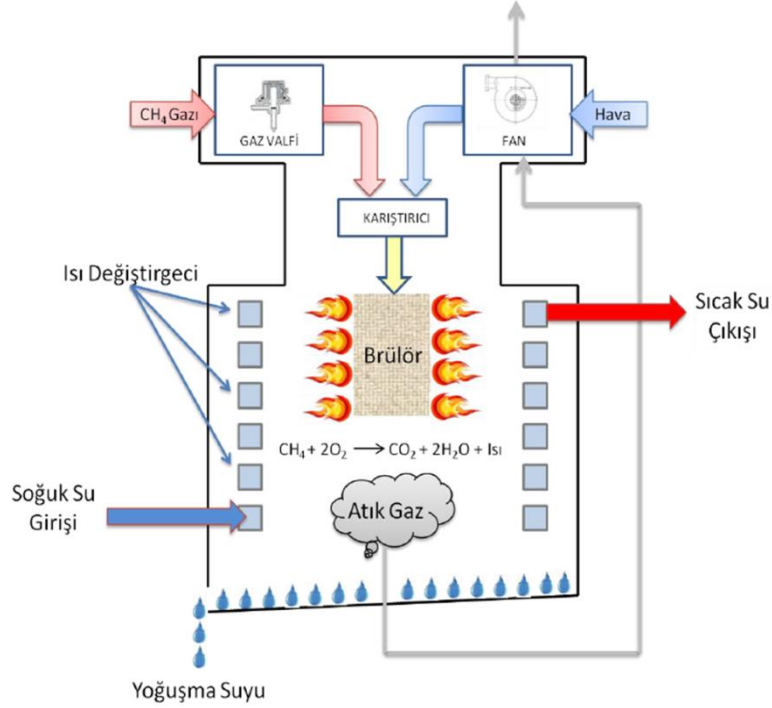 CH₄ Gazı
GAZ VALFİ
FAN
Hava
KARIŞTIRICI
Isı Değiştirgeci
Sıcak Su
Çıkışı
Brülör
CH₄ + 2O₂ → CO₂ + 2H₂O + Isı
Soğuk Su
Girişi
Atık Gaz
Yoğuşma Suyu